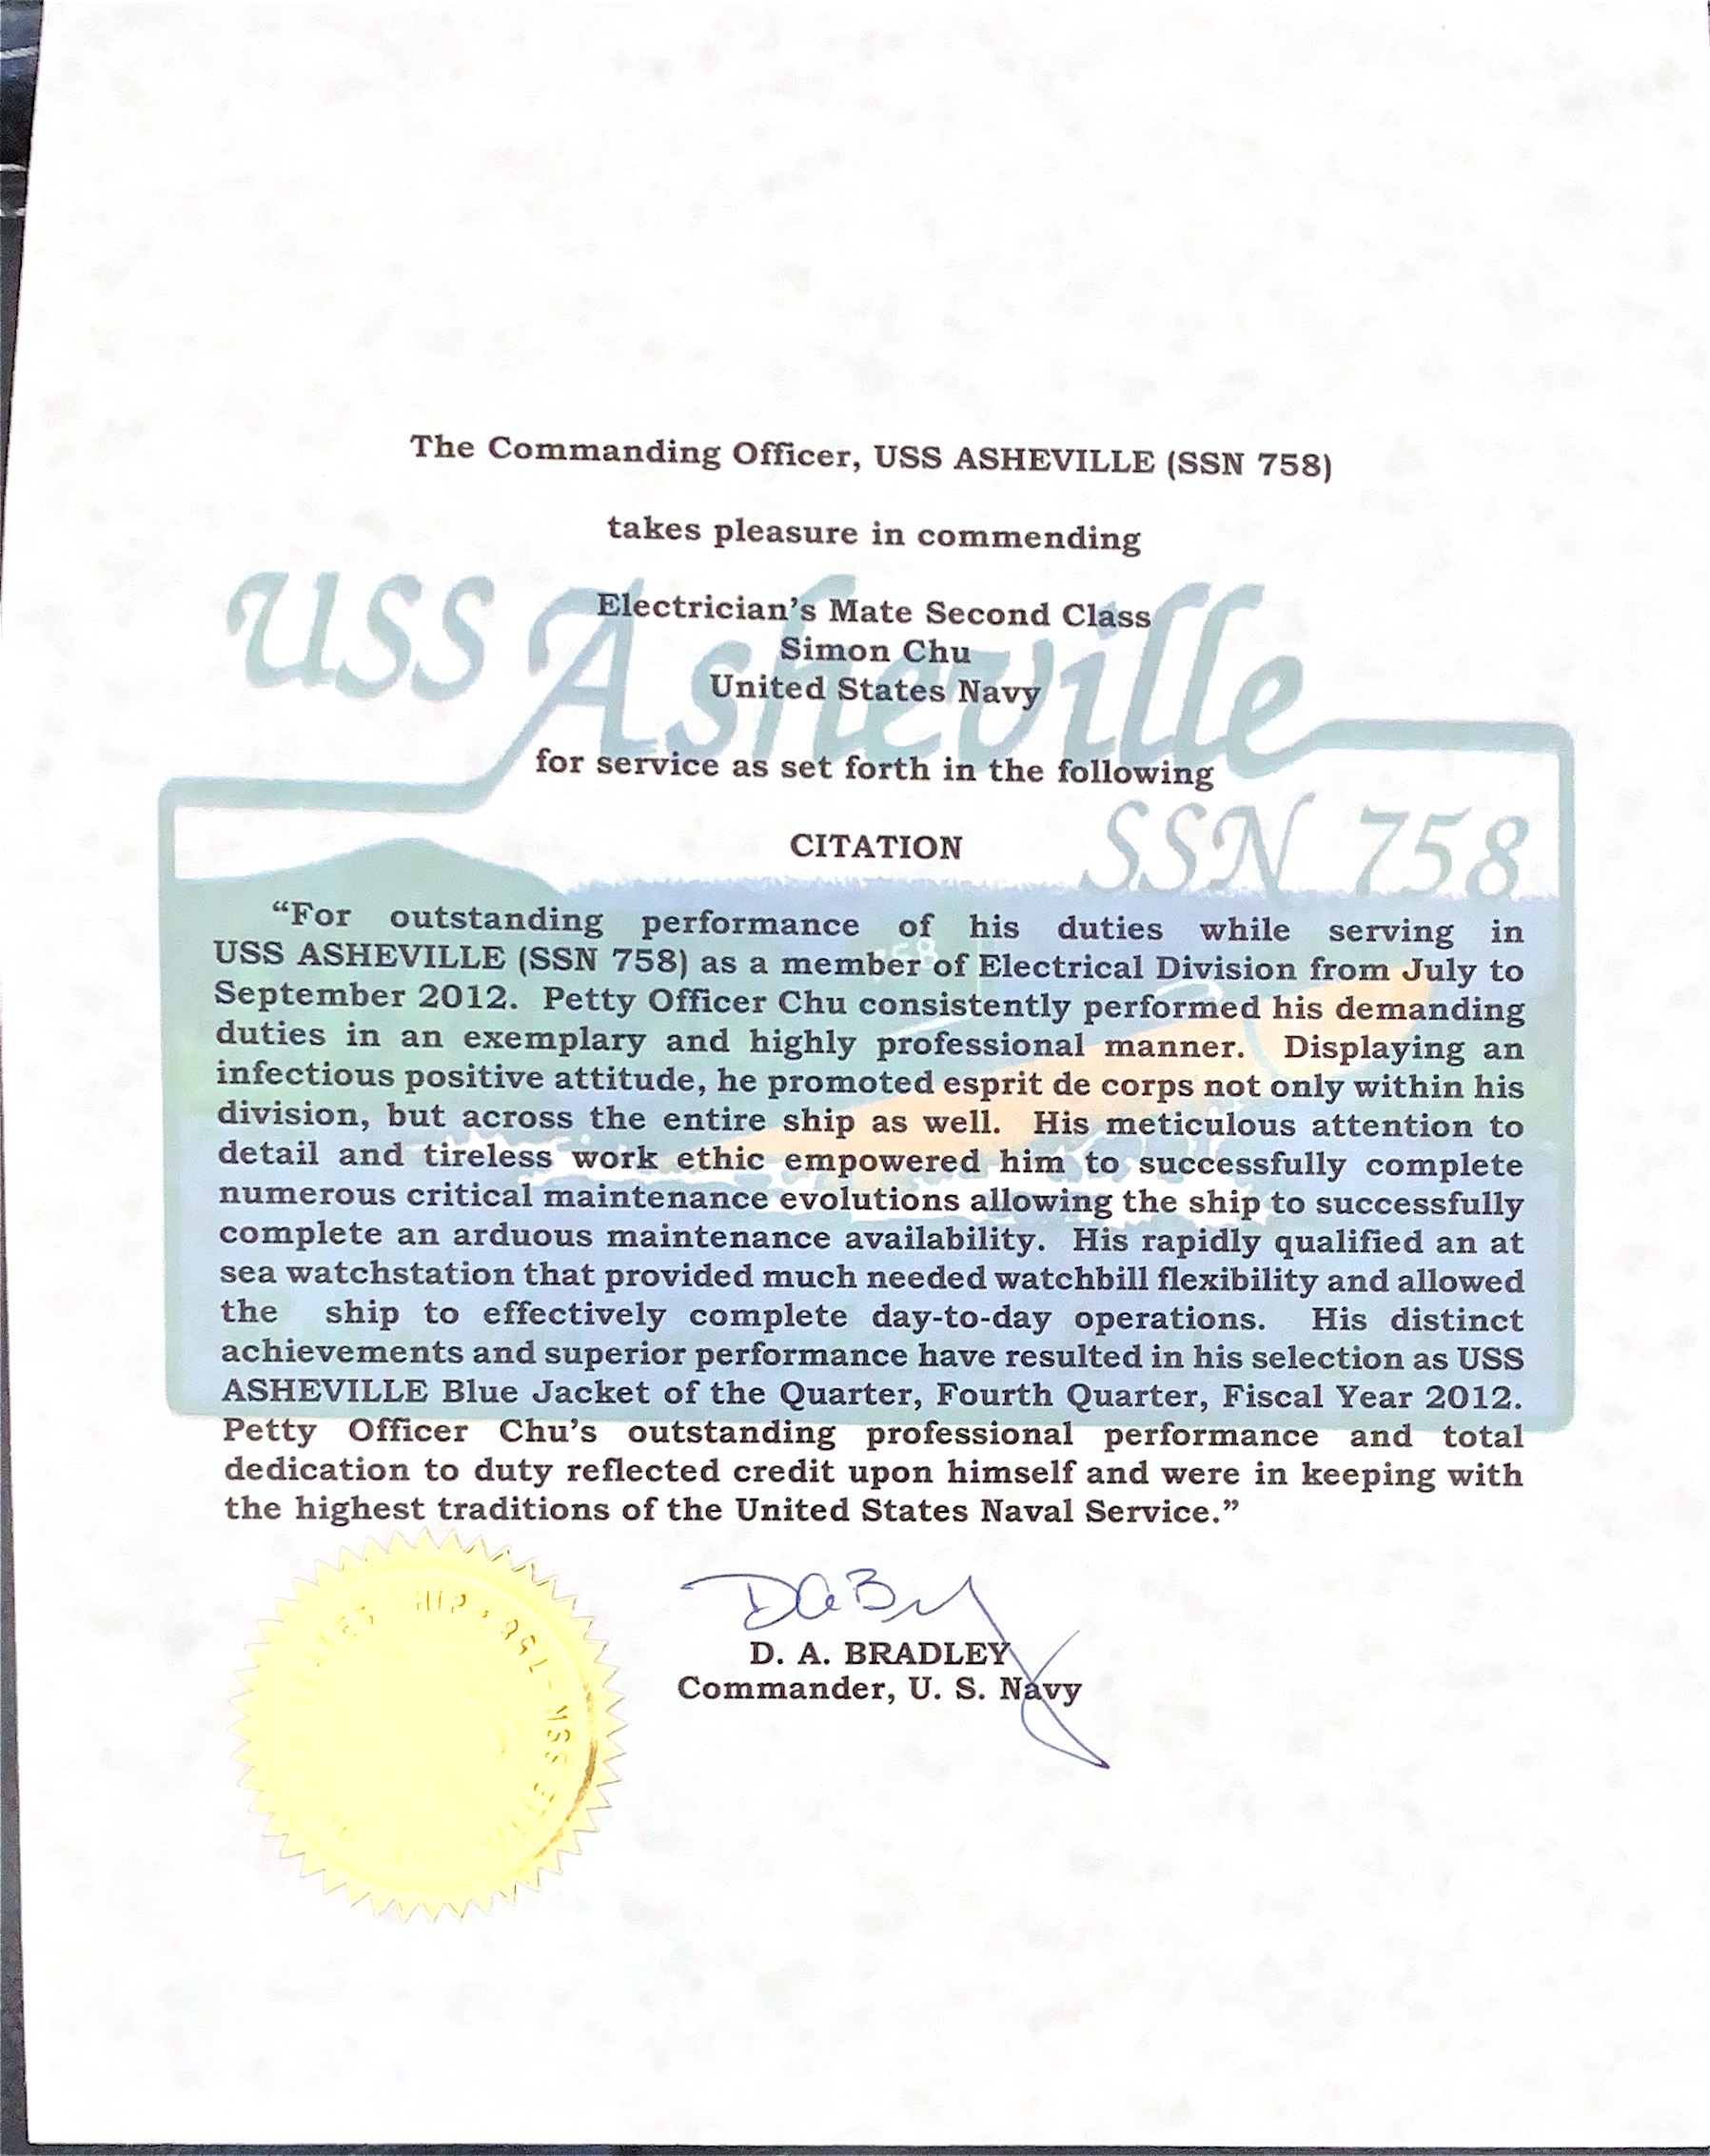 The Commanding Officer, USS ASHEVILLE (SSN 758)
takes pleasure in commending
USS Asheville
Electrician's Mate Second Class
Simon Chu
United States Navy
for service as set forth in the following
SSN 758
CITATION
“For outstanding performance of his duties while serving in
USS ASHEVILLE (SSN 758) as a member of Electrical Division from July to
September 2012. Petty Officer Chu consistently performed his demanding
duties in an exemplary and highly professional manner. Displaying an
infectious positive attitude, he promoted esprit de corps not only within his
division, but across the entire ship as well. His meticulous attention to
detail and tireless work ethic empowered him to successfully complete
numerous critical maintenance evolutions allowing the ship to successfully
complete an arduous maintenance availability. His rapidly qualified an at
sea watchstation that provided much needed watchbill flexibility and allowed
the ship to effectively complete day-to-day operations. His distinct
achievements and superior performance have resulted in his selection as USS
ASHEVILLE Blue Jacket of the Quarter, Fourth Quarter, Fiscal Year 2012.
Petty Officer Chu's outstanding professional performance and total
dedication to duty reflected credit upon himself and were in keeping with
the highest traditions of the United States Naval Service.”
D. A. BRADLEY
Commander, U. S. Navy